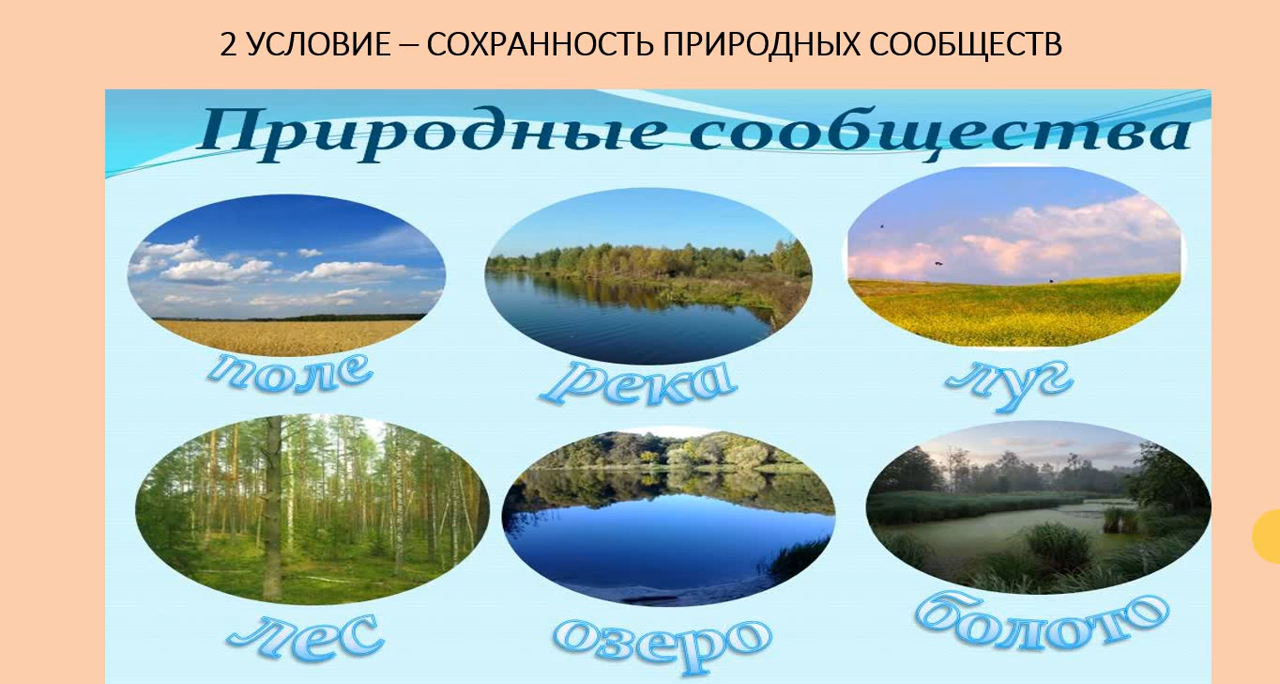 2 УСЛОВИЕ – СОХРАННОСТЬ ПРИРОДНЫХ СООБЩЕСТВ
Природные сообщества
поле река луг
лес озеро болото